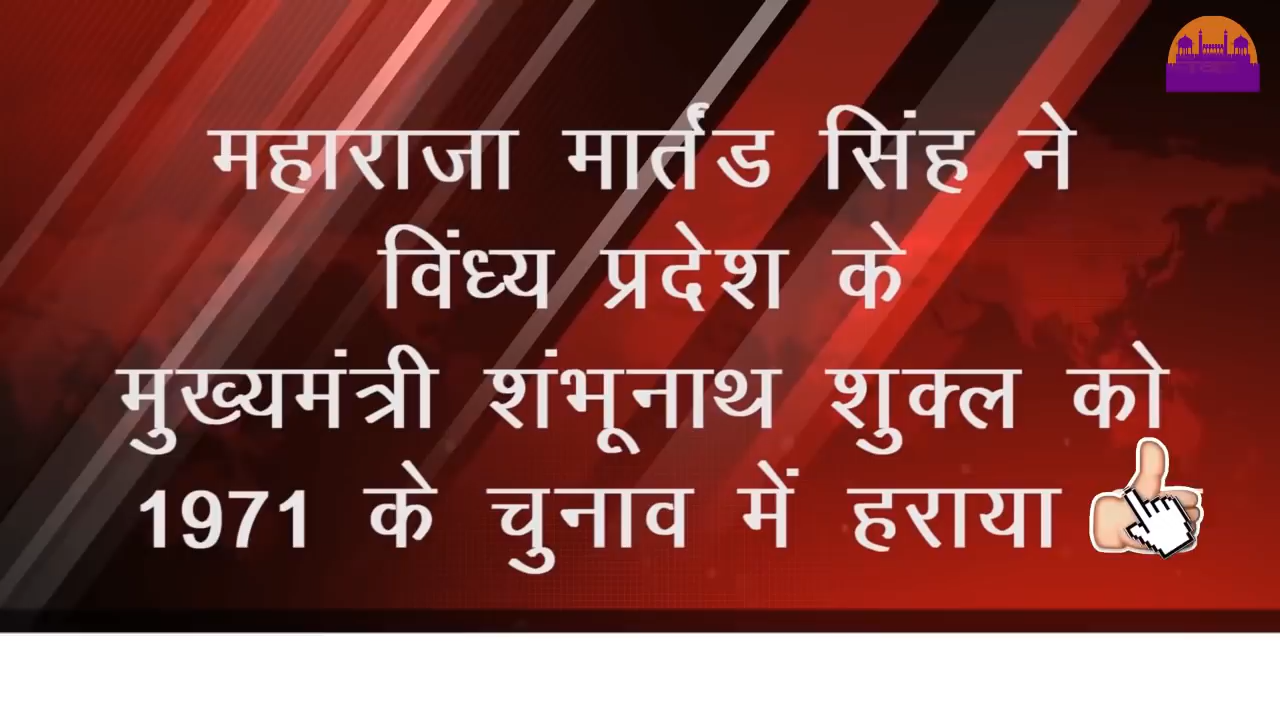 महाराजा मार्तंड सिंह ने
विंध्य प्रदेश के
मुख्यमंत्री शंभूनाथ शुक्ल को
1971 के चुनाव में हराया